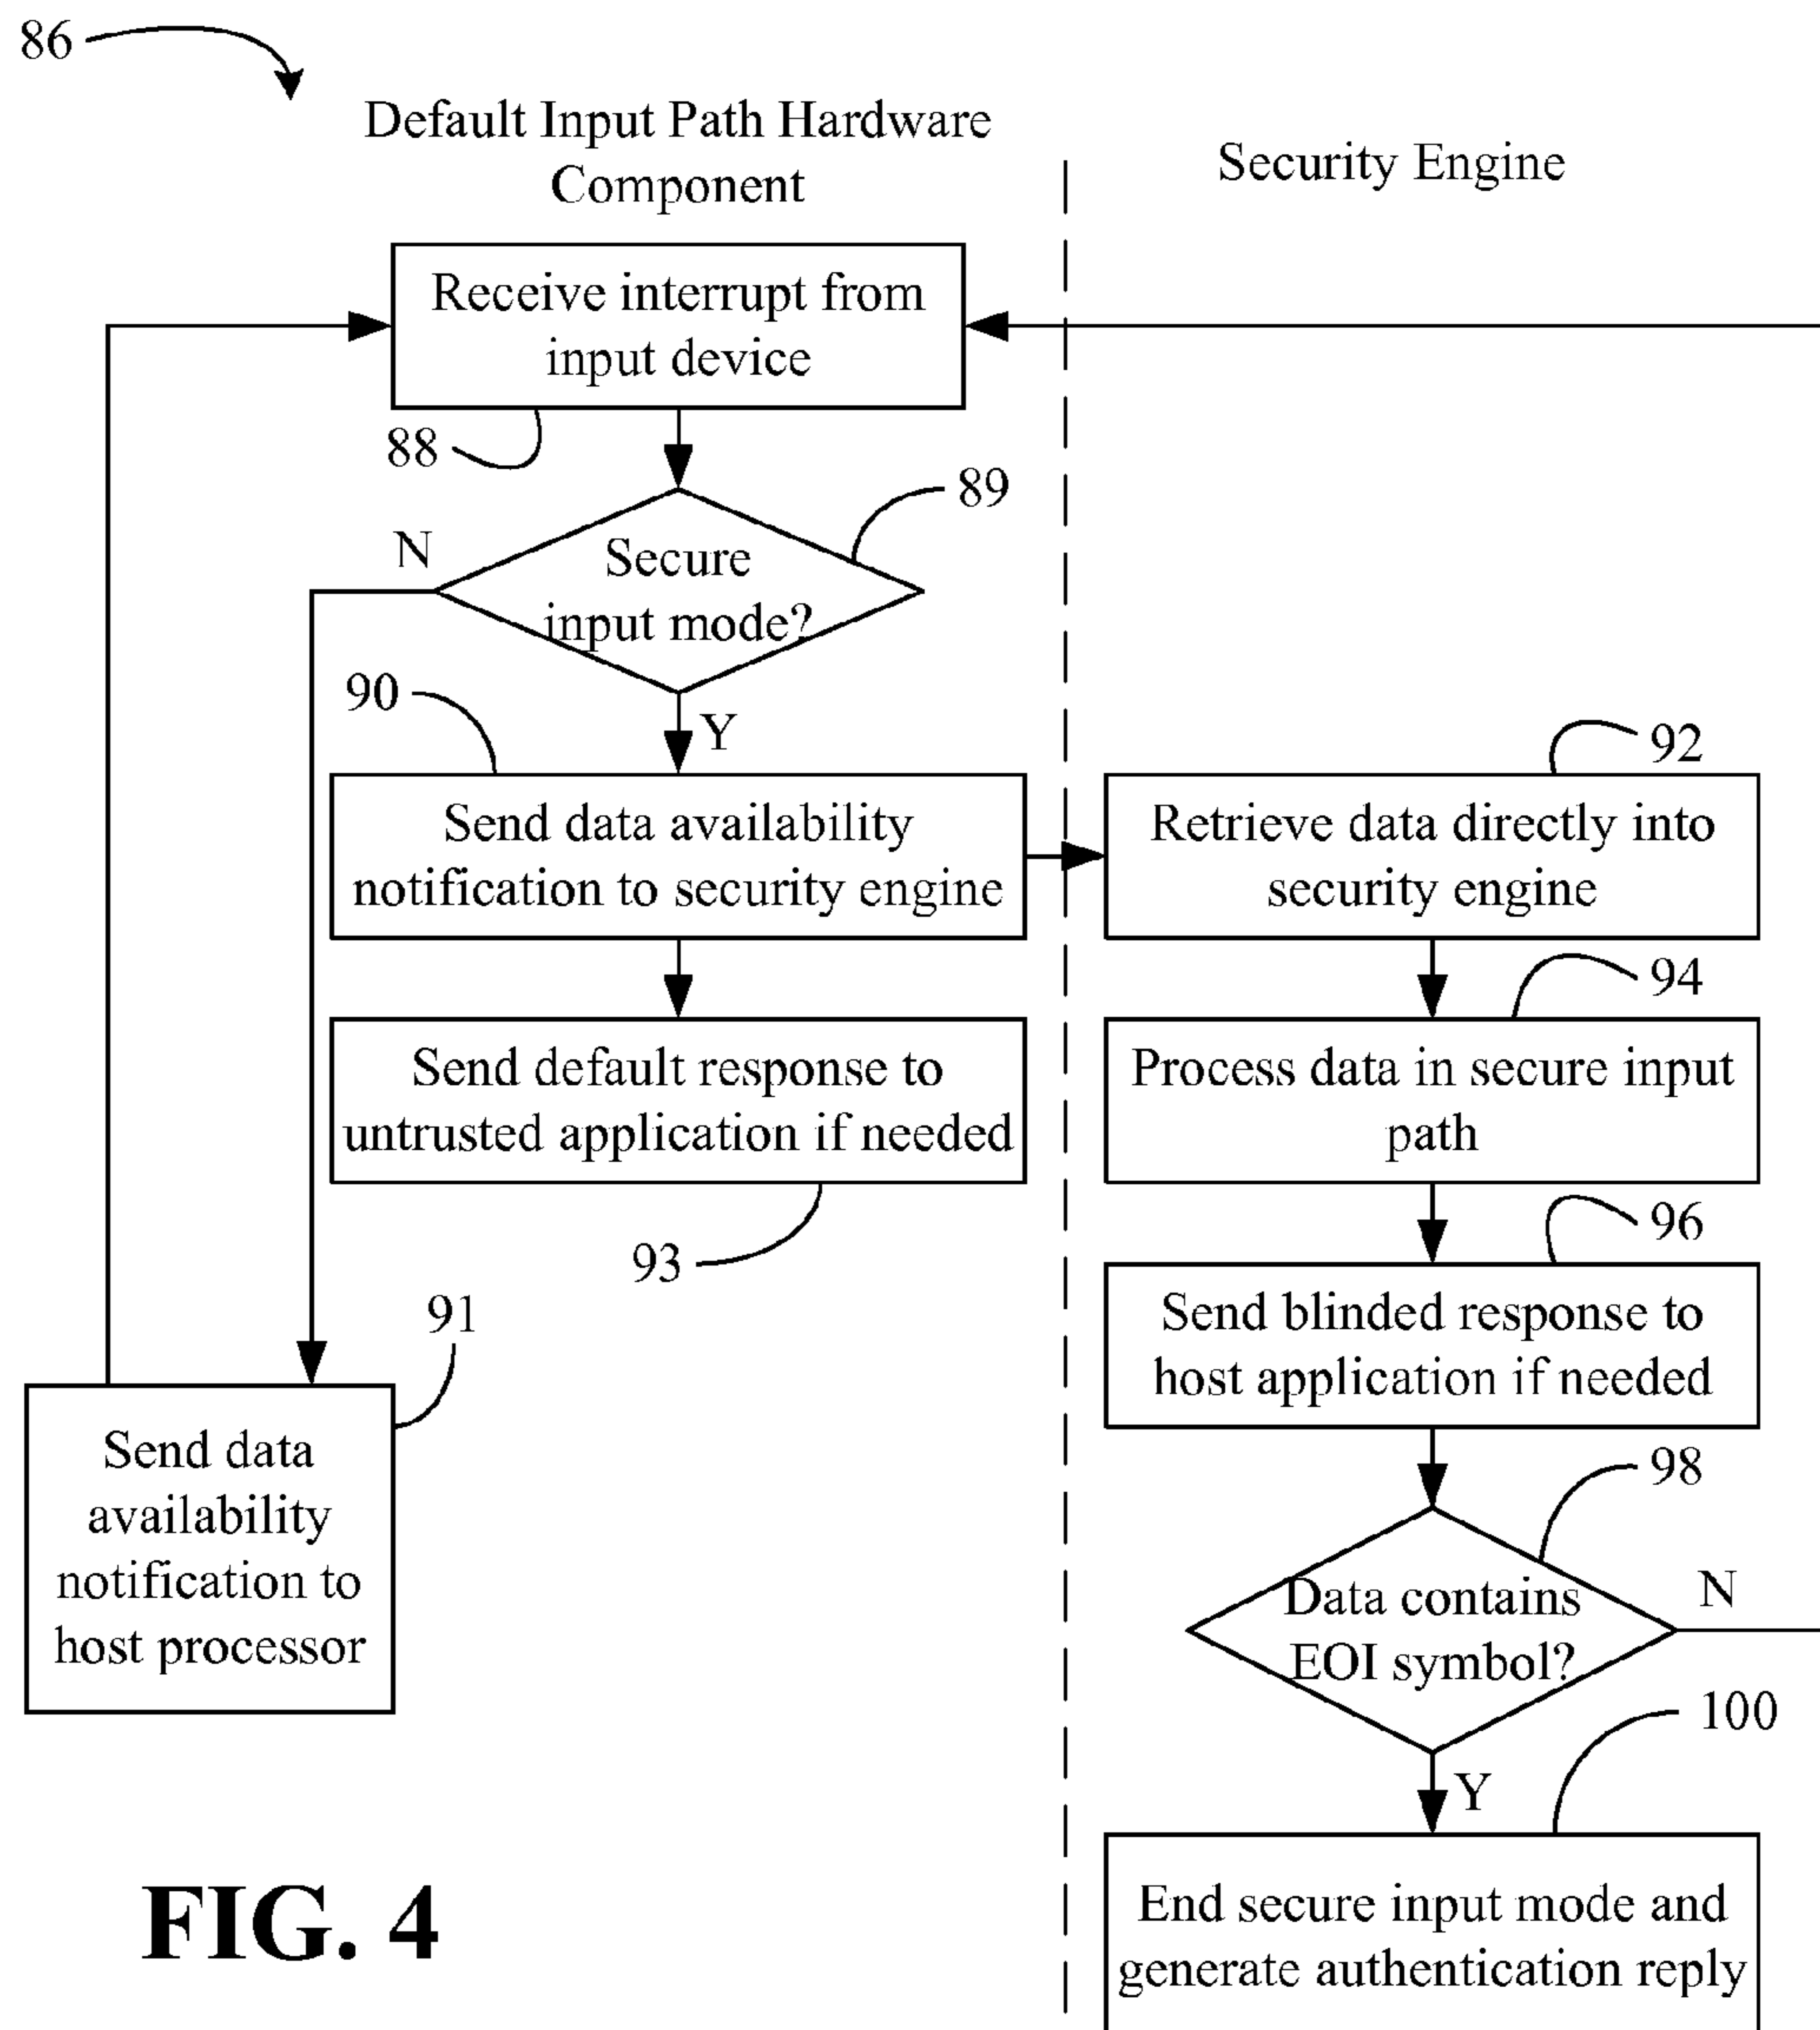 86
Default Input Path Hardware
Component
Security Engine
Receive interrupt from
input device
88
89
Secure
input mode?
N
Y
90
92
Send data availability
notification to security engine
Retrieve data directly into
security engine
94
Send default response to
untrusted application if needed
Process data in secure input
path
93
96
91
Send blinded response to
host application if needed
Send data
availability
notification to
host processor
98
Data contains
EOI symbol?
N
Y
100
End secure input mode and
generate authentication reply
FIG. 4